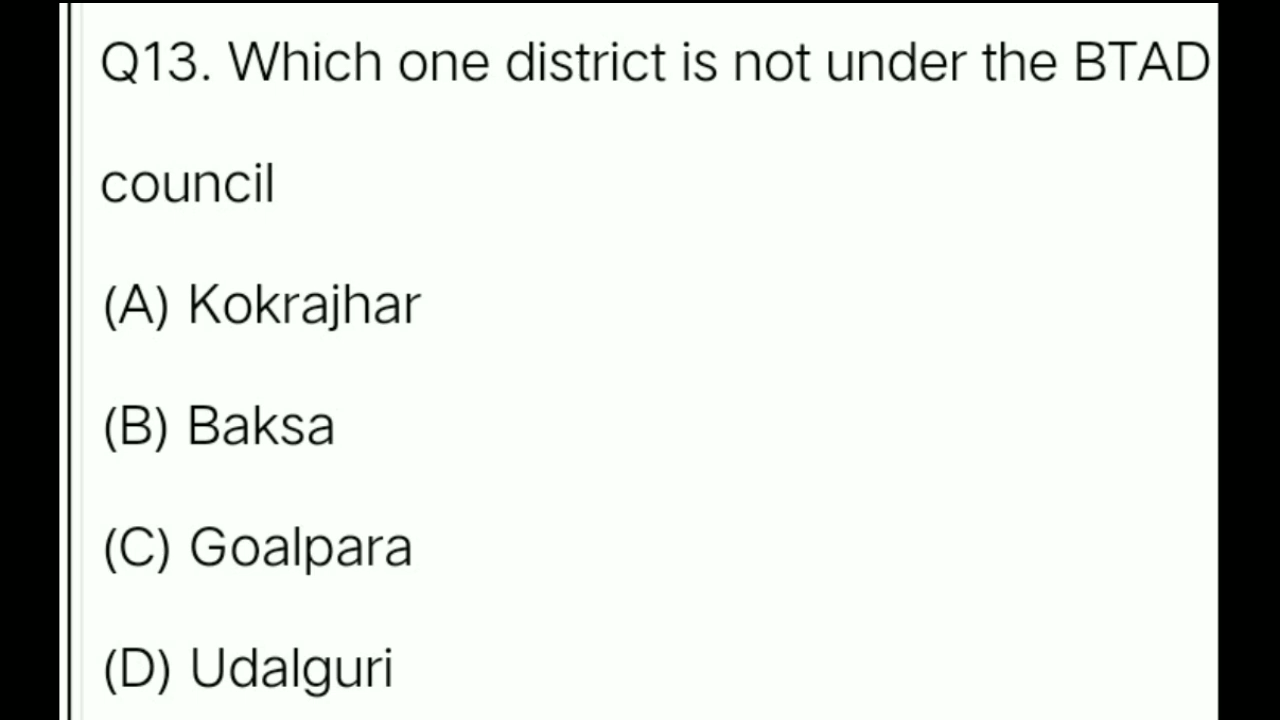 Q13. Which one district is not under the BTAD
council
(A) Kokrajhar
(B) Baksa
(C) Goalpara
(D) Udalguri